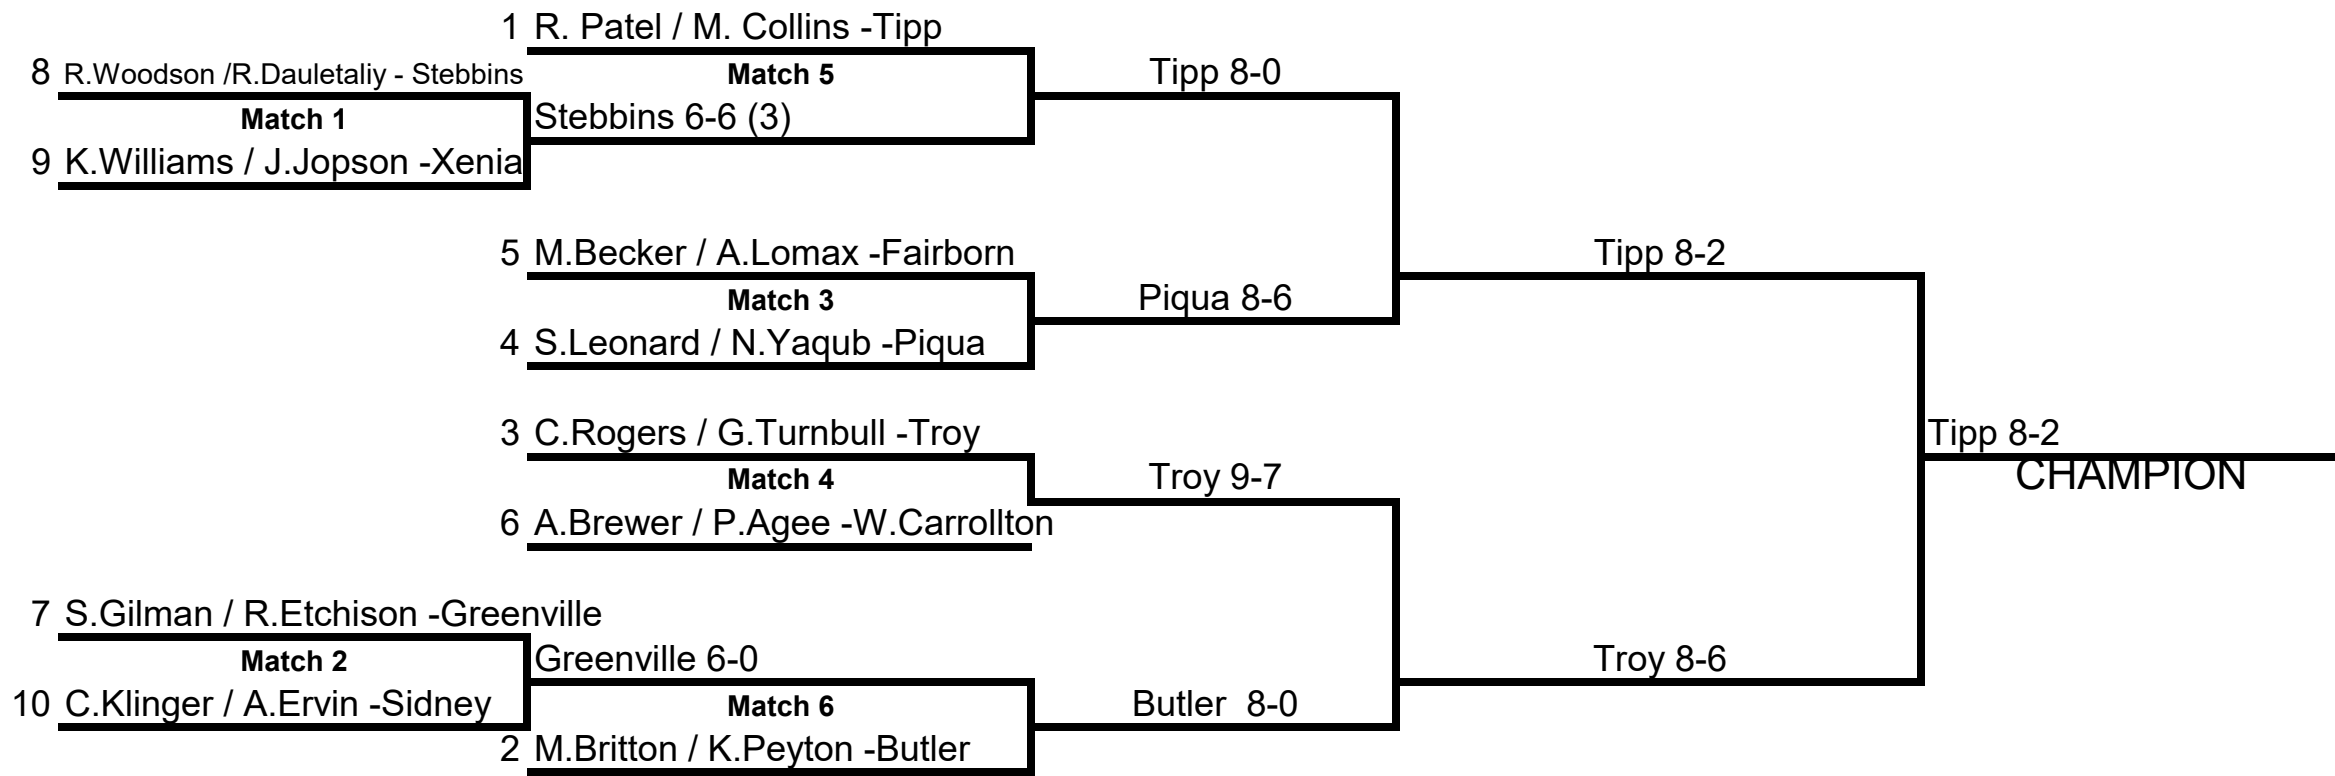 1 R. Patel / M. Collins -Tipp
8 R.Woodson /R.Dauletaliy - Stebbins
Match 5
Tipp 8-0
Match 1
Stebbins 6-6 (3)
9 K.Williams / J.Jopson -Xenia
5 M.Becker / A.Lomax -Fairborn
Tipp 8-2
Match 3
Piqua 8-6
4 S.Leonard / N.Yaqub -Piqua
3 C.Rogers / G.Turnbull -Troy
Tipp 8-2
Match 4
Troy 9-7
CHAMPION
6 A.Brewer / P.Agee -W.Carrollton
7 S.Gilman / R.Etchison -Greenville
Match 2
Greenville 6-0
Troy 8-6
10 C.Klinger / A.Ervin -Sidney
Match 6
Butler  8-0
2 M.Britton / K.Peyton -Butler